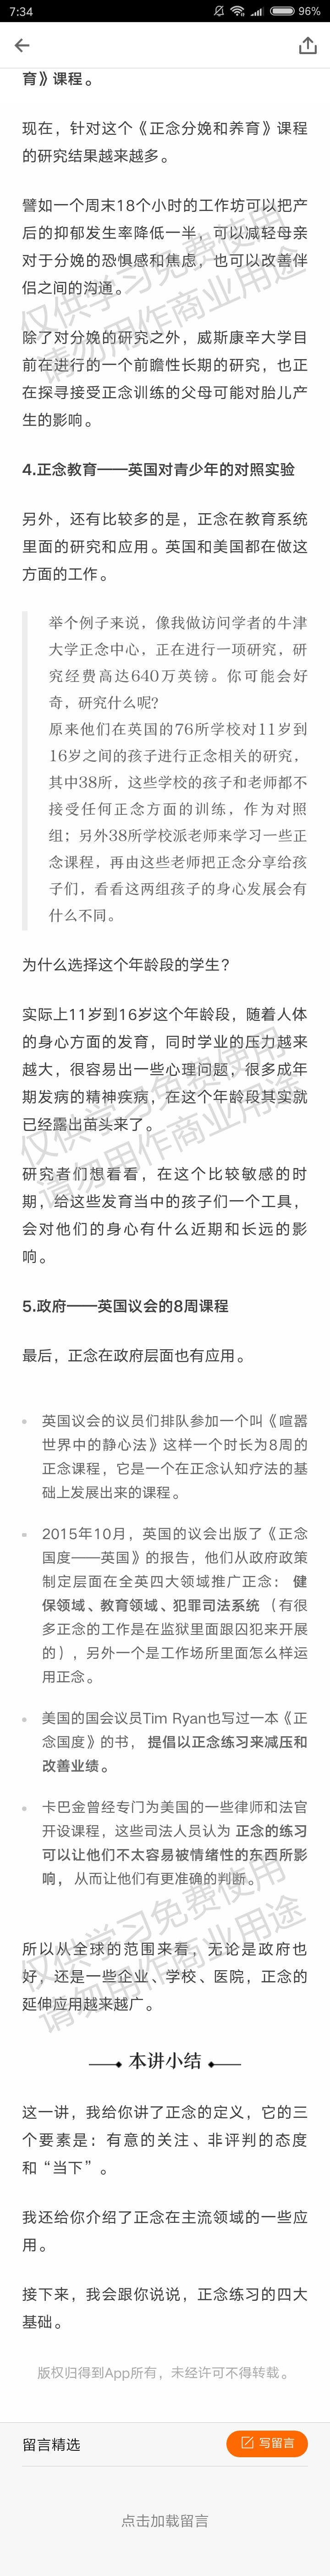 7:34
96%
育》课程。
现在，针对这个《正念分娩和养育》课程
的研究结果越来越多。
譬如一个周末18个小时的工作坊可以把产
后的抑郁发生率降低一半，可以减轻母亲
对于分娩的恐惧感和焦虑，也可以改善伴
侣之间的沟通。
仅供学习免费使用
请勿用作商业用途
除了对分娩的研究之外，威斯康辛大学目
前在进行的一个前瞻性长期的研究，也正
在探寻接受正念训练的父母可能对胎儿产
生的影响。
4.正念教育——英国对青少年的对照实验
另外，还有比较多的是，正念在教育系统
里面的研究和应用。英国和美国都在做这
方面的工作。
举个例子来说，像我做访问学者的牛津
大学正念中心，正在进行一项研究，研
究经费高达640万英镑。你可能会好
奇，研究什么呢？
原来他们在英国的76所学校对11岁到
16岁之间的孩子进行正念相关的研究，
其中38所，这些学校的孩子和老师都不
接受任何正念方面的训练，作为对照
组；另外38所学校派老师来学习一些正
念课程，再由这些老师把正念分享给孩
子们，看看这两组孩子的身心发展会有
什么不同。
为什么选择这个年龄段的学生？
实际上11岁到16岁这个年龄段，随着人体
的身心方面的发育，同时学业的压力越来
越大，很容易出一些心理问题，很多成年
期发病的精神疾病，在这个年龄段其实就
已经露出苗头来了。
仅供学习免费使用
请勿用作商业用途
研究者们想看看，在这个比较敏感的时
期，给这些发育当中的孩子们一个工具，
会对他们的身心有什么近期和长远的影
响。
5.政府——英国议会的8周课程
最后，正念在政府层面也有应用。
英国议会的议员们排队参加一个叫《喧嚣
世界中的静心法》这样一个时长为8周的
正念课程，它是一个在正念认知疗法的基
础上发展出来的课程。
2015年10月，英国的议会出版了《正念
国度——英国》的报告，他们从政府政策
制定层面在全英四大领域推广正念：健
保领域、教育领域、犯罪司法系统（有很
多正念的工作是在监狱里面跟囚犯来开展
的），另外一个是工作场所里面怎么样运
用正念。
美国的国会议员Tim Ryan也写过一本《正
念国度》的书，提倡以正念练习来减压和
改善业绩。
卡巴金曾经专门为美国的一些律师和法官
开设课程，这些司法人员认为 正念的练习
可以让他们不太容易被情绪性的东西所影
响，从而让他们有更准确的判断。
仅供学习免费使用
请勿用作商业用途
所以从全球的范围来看，无论是政府也
好，还是一些企业、学校、医院，正念的
延伸应用越来越广。
本讲小结
这一讲，我给你讲了正念的定义，它的三
个要素是：有意的关注、非评判的态度
和“当下”。
我还给你介绍了正念在主流领域的一些应
用。
接下来，我会跟你说说，正念练习的四大
基础。
版权归得到App所有，未经许可不得转载。
留言精选
写留言
点击加载留言